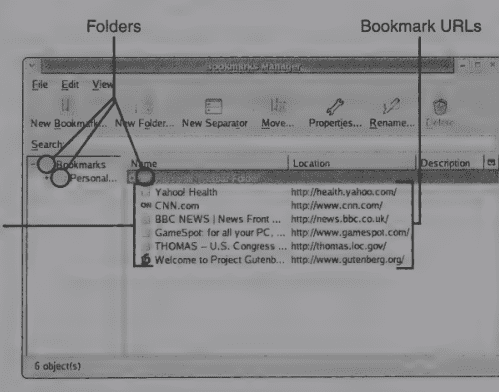 Folders Bookmark URLs
Bookmarks Manager
File Edit View
New Bookmark... New Folder... New Separator Move... Properties... Rename... Delete
Search:
Bookmarks Name Location Description
Personal... Folder
Yahoo! Health http://health.yahoo.com/
CNN.com http://www.cnn.com/
BBC NEWS | News Front ... http://news.bbc.co.uk/
GameSpot: for all your PC, ... http://www.gamespot.com/
THOMAS – U.S. Congress ... http://thomas.loc.gov/
Welcome to Project Gutenb... http://www.gutenberg.org/
6 object(s)